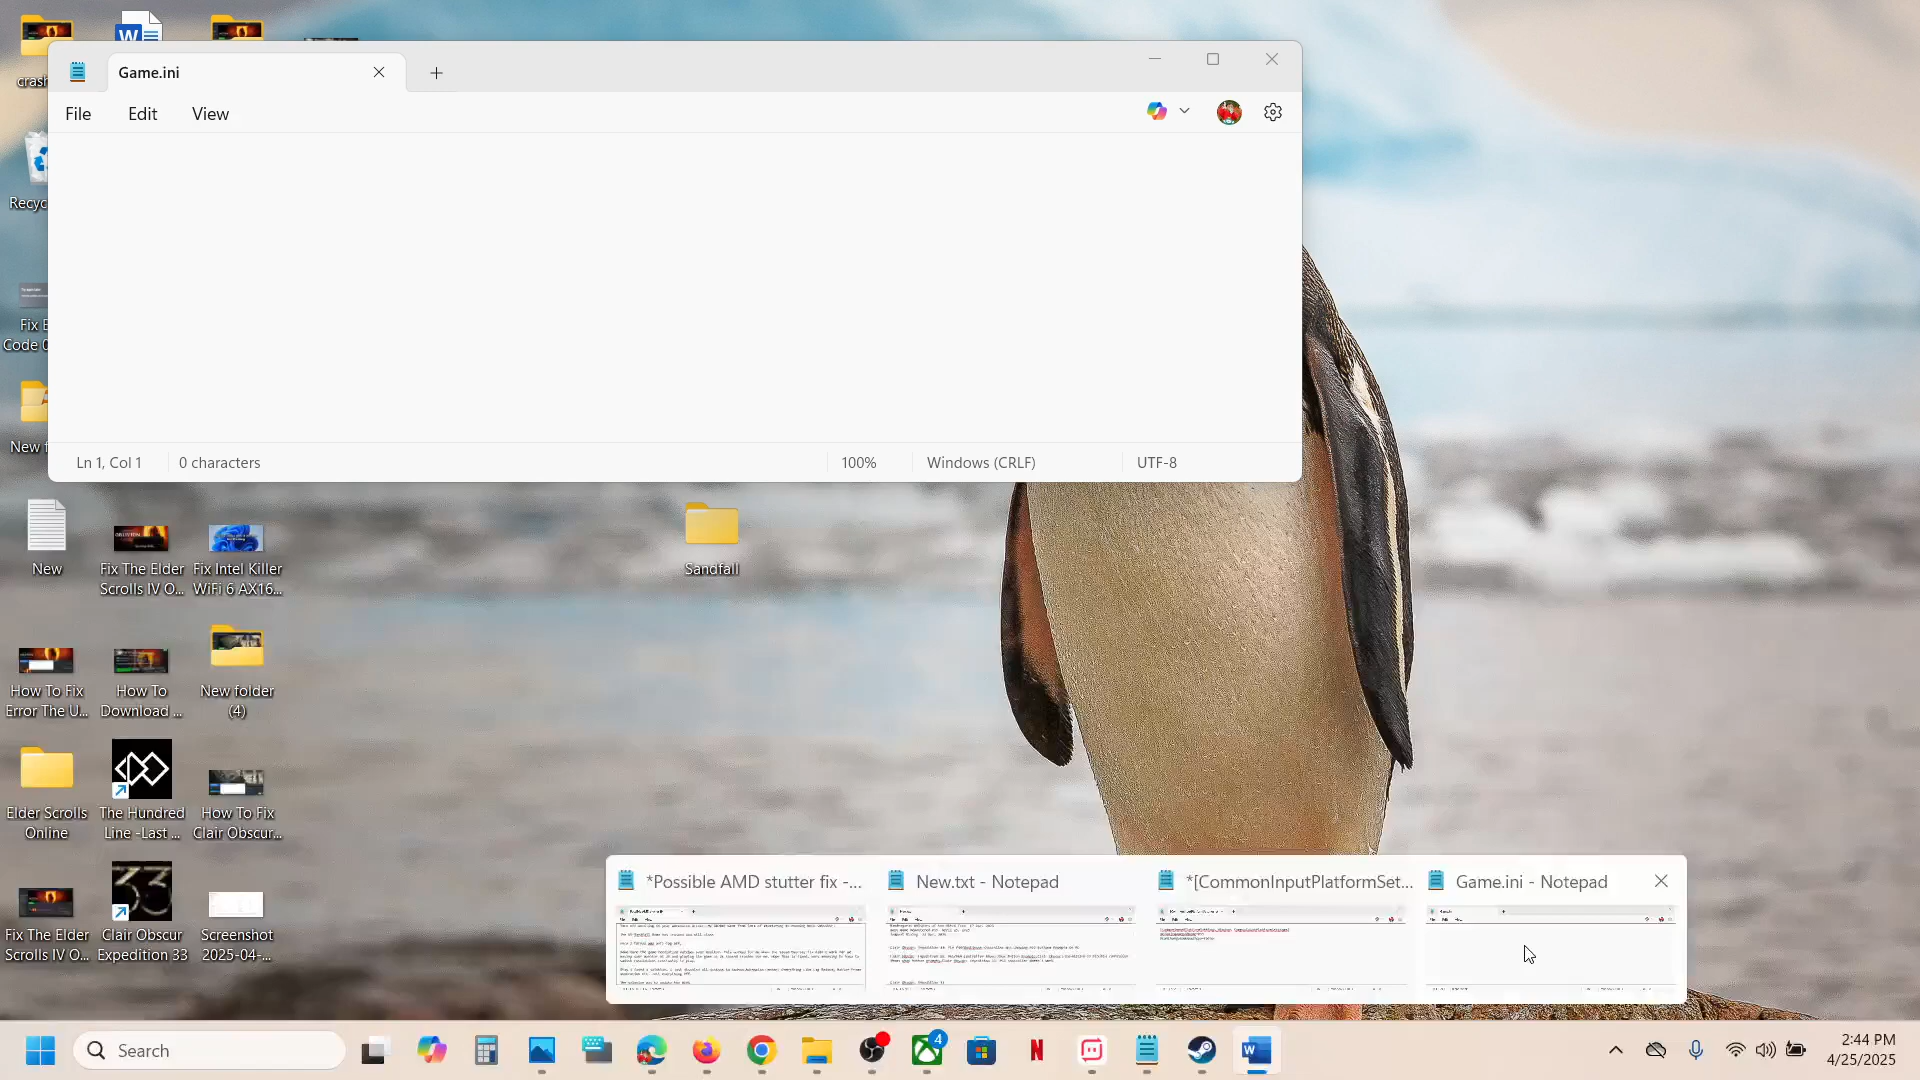 crash
Game.ini
File Edit View
Recyc
Fix E
Code 0
New f
Ln 1, Col 1 0 characters 100% Windows (CRLF) UTF-8
New
Fix The Elder
Scrolls IV O...
Fix Intel Killer
WiFi 6 AX16...
Sandfall
How To Fix
Error The U...
How To
Download ...
New folder
(4)
Elder Scrolls
Online
The Hundred
Line -Last ...
How To Fix
Clair Obscur...
Fix The Elder
Scrolls IV O...
Clair Obscur
Expedition 33
Screenshot
2025-04-...
*Possible AMD stutter fix -...
New.txt - Notepad
*[CommonInputPlatformSet...
Game.ini - Notepad
Search
4
2:44 PM
4/25/2025